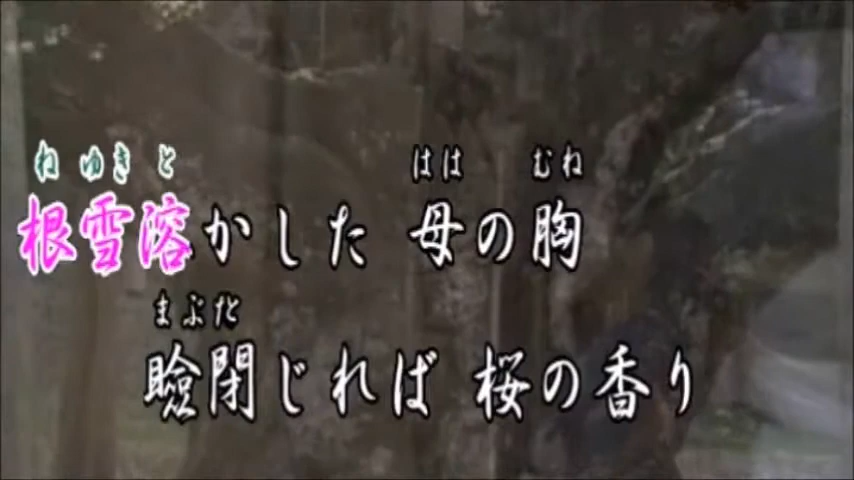 ねゆきと はは むね
根雪溶かした 母の胸
まぶた
瞼閉じれば 桜の香り